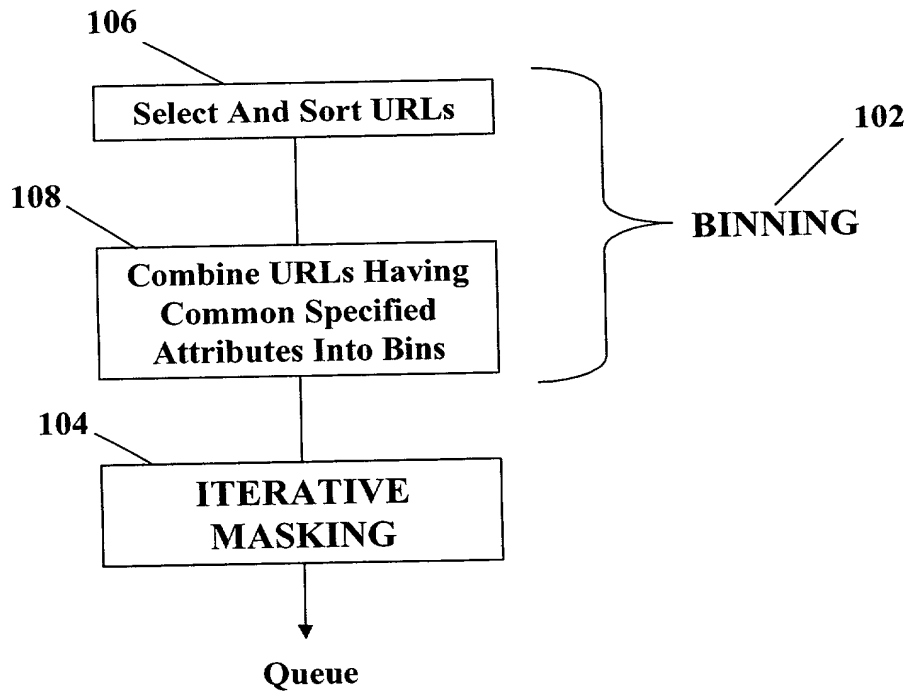 106
Select And Sort URLs
102
108
BINNING
Combine URLs Having
Common Specified
Attributes Into Bins
104
ITERATIVE
MASKING
Queue